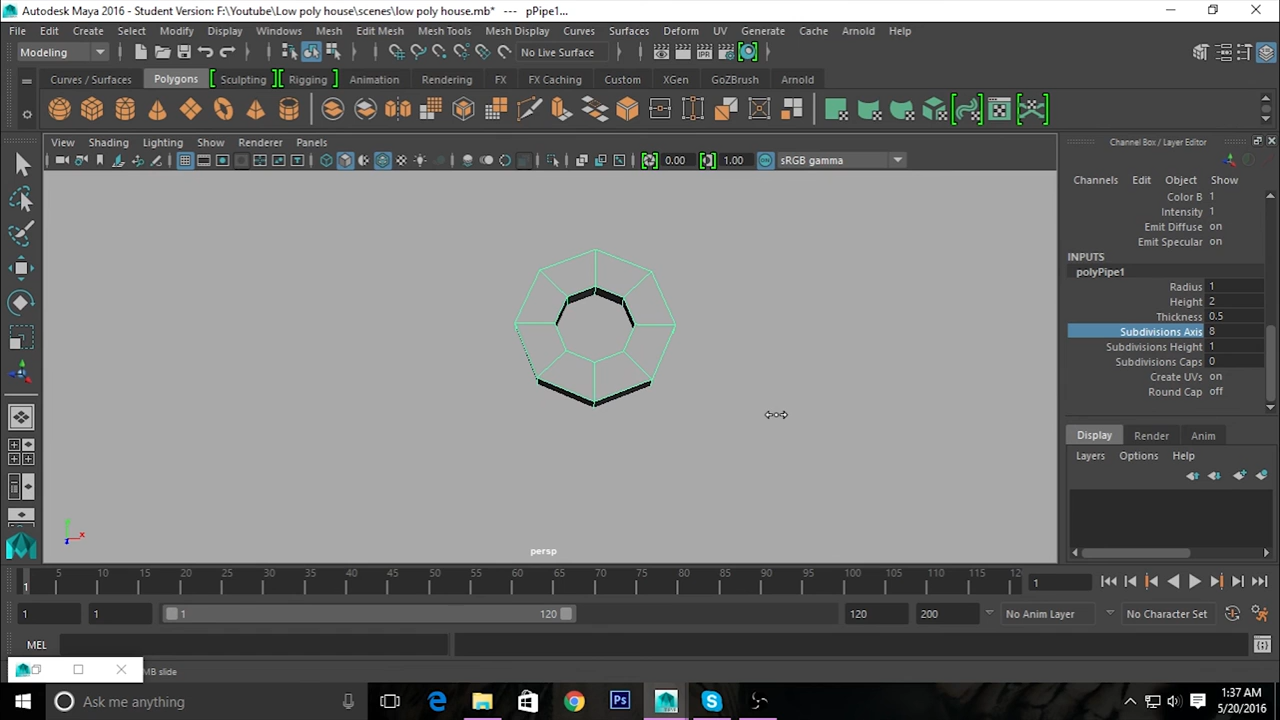 Autodesk Maya 2016 - Student Version: F:\Youtube\Low poly house\scenes\low poly house.mb* --- pPipe1...
File Edit Create Select Modify Display Windows Mesh Edit Mesh Mesh Tools Mesh Display Curves Surfaces Deform UV Generate Cache Arnold Help
Modeling No Live Surface
Curves / Surfaces Polygons Sculpting Rigging Animation Rendering FX FX Caching Custom XGen GoZBrush Arnold
View Shading Lighting Show Renderer Panels
0.00 1.00 sRGB gamma
Channel Box / Layer Editor
Channels Edit Object Show
Color B 1
Intensity 1
Emit Diffuse on
Emit Specular on
INPUTS
polyPipe1
Radius 1
Height 2
Thickness 0.5
Subdivisions Axis 8
Subdivisions Height 1
Subdivisions Caps 0
Create UVs on
Round Cap off
Display Render Anim
Layers Options Help
persp
1 5 10 15 20 25 30 35 40 45 50 55 60 65 70 75 80 85 90 95 100 105 110 115 12 1
1 1 1 120 120 200 No Anim Layer No Character Set
MEL
MB slide
Ask me anything
1:37 AM
5/20/2016